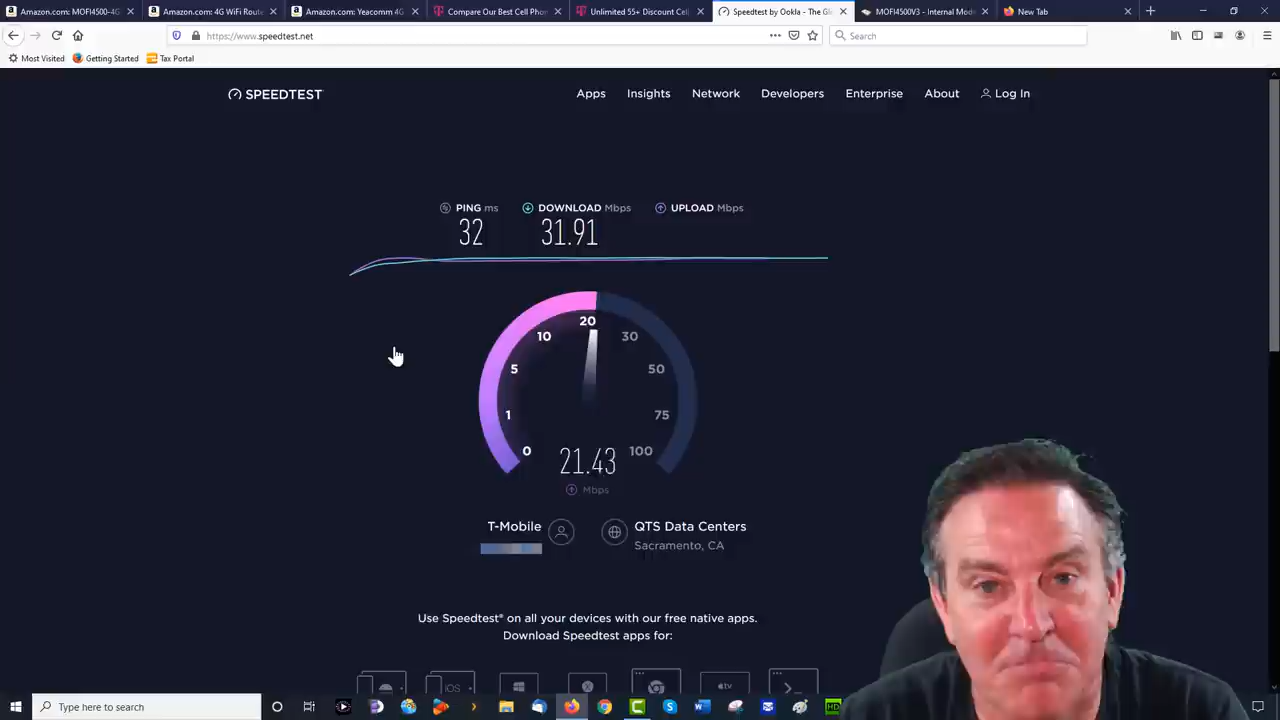 Amazon.com: MOFI4500-4G
Amazon.com: 4G WiFi Route
Amazon.com: Yeacomm 4G
Compare Our Best Cell Phon
Unlimited 55+ Discount Cell
Speedtest by Ookla - The Glo
MOFI4500V3 - Internal Mode
New Tab
https://www.speedtest.net
Search
Most Visited
Getting Started
Tax Portal
SPEEDTEST
Apps
Insights
Network
Developers
Enterprise
About
Log In
PING ms
DOWNLOAD Mbps
UPLOAD Mbps
32
31.91
20
10
30
5
50
1
75
0
100
21.43
Mbps
T-Mobile
QTS Data Centers
Sacramento, CA
Use Speedtest® on all your devices with our free native apps.
Download Speedtest apps for:
iOS
tv
Type here to search
HD